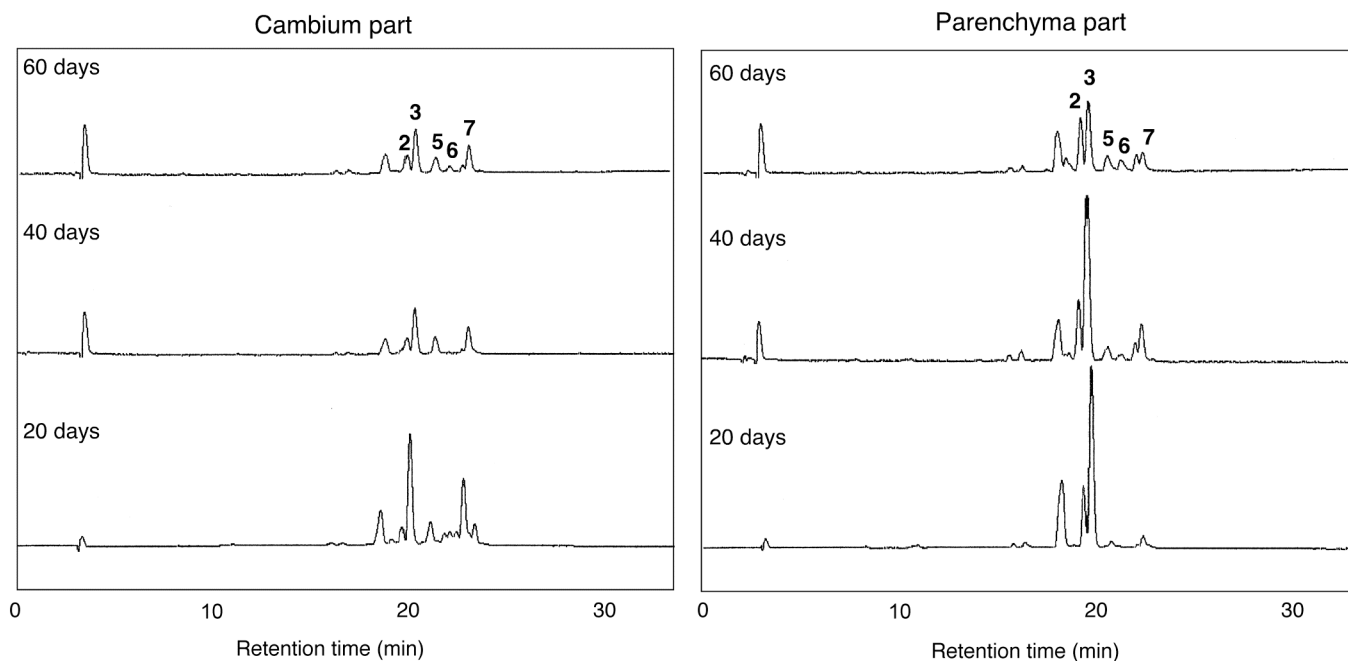 Cambium part
60 days
2 3 5 6 7
40 days
20 days
0 10 20 30
Retention time (min)
Parenchyma part
60 days
2 3 5 6 7
40 days
20 days
0 10 20 30
Retention time (min)